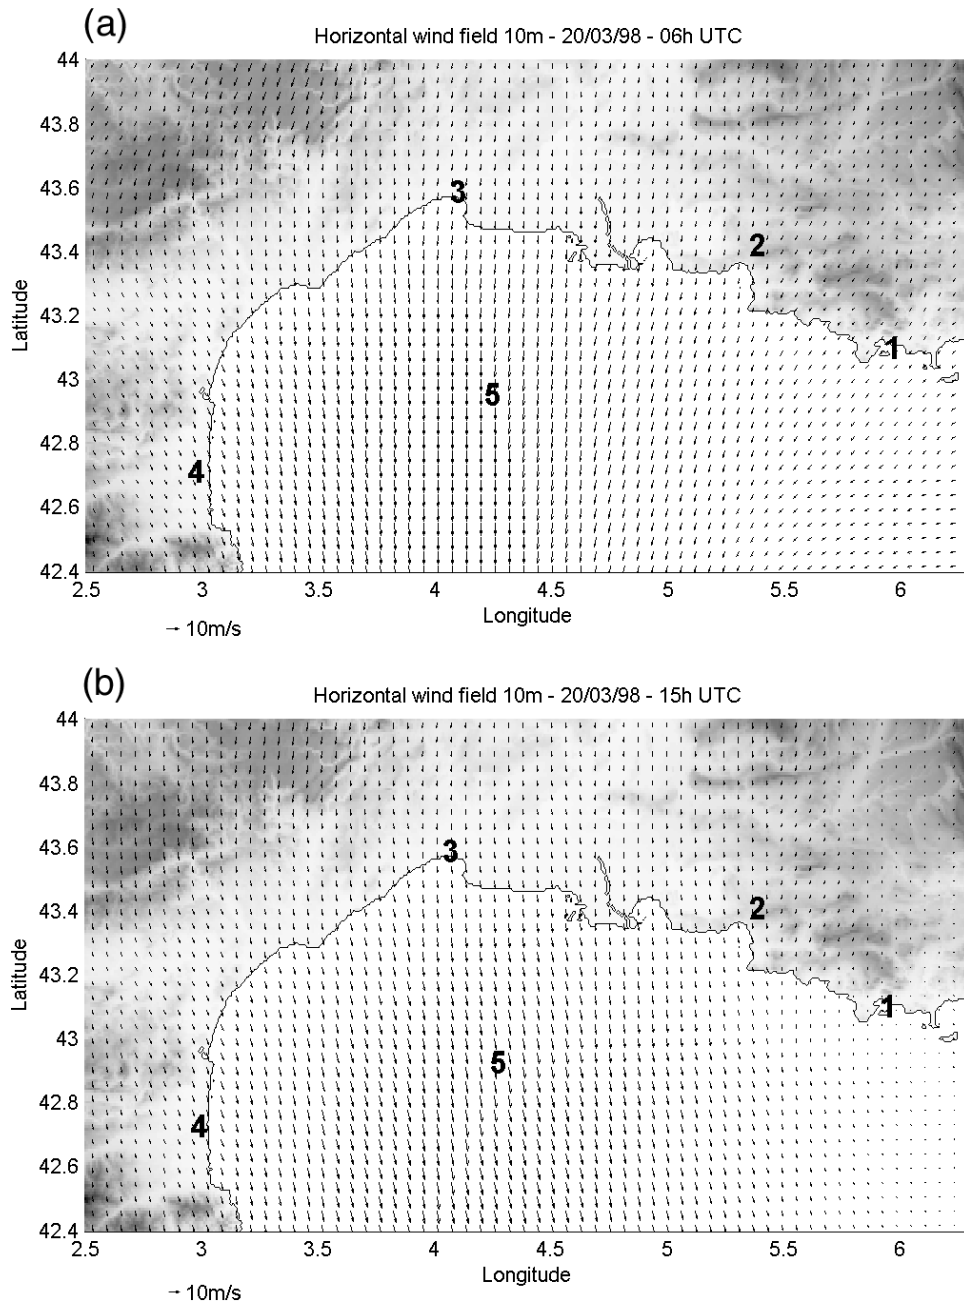 (a)
Horizontal wind field 10m - 20/03/98 - 06h UTC
44
43.8
43.6
43.4
43.2
43
42.8
42.6
42.4
Latitude
3
2
1
5
4
2.5 3 3.5 4 4.5 5 5.5 6
Longitude
10m/s
(b)
Horizontal wind field 10m - 20/03/98 - 15h UTC
44
43.8
43.6
43.4
43.2
43
42.8
42.6
42.4
Latitude
3
2
1
5
4
2.5 3 3.5 4 4.5 5 5.5 6
Longitude
10m/s